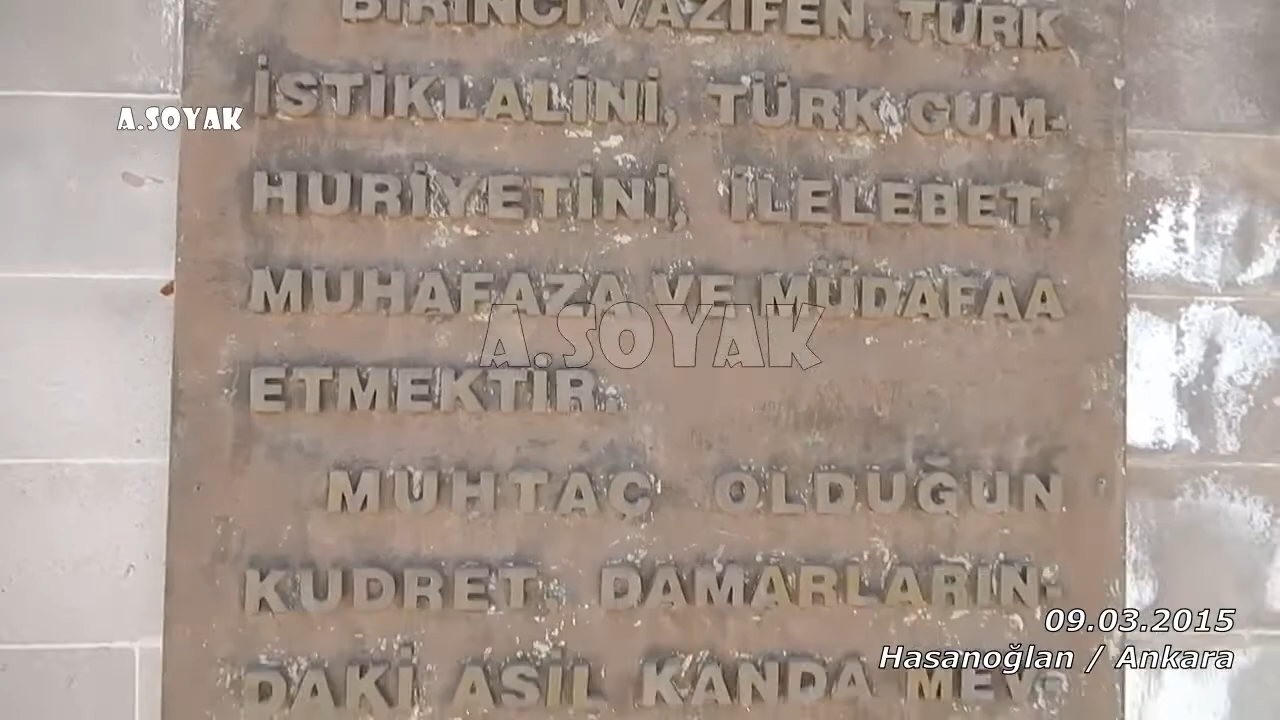 BİRİNCİ VAZİFEN, TÜRK
İSTİKLALİNİ, TÜRK CUM-
HURİYETİNİ, İLELEBET,
MUHAFAZA VE MÜDAFAA
ETMEKTİR.
MUHTAÇ OLDUĞUN
KUDRET, DAMARLARIN-
DAKİ ASİL KANDA MEV-
A.SOYAK
A.SOYAK
09.03.2015
Hasanoğlan / Ankara